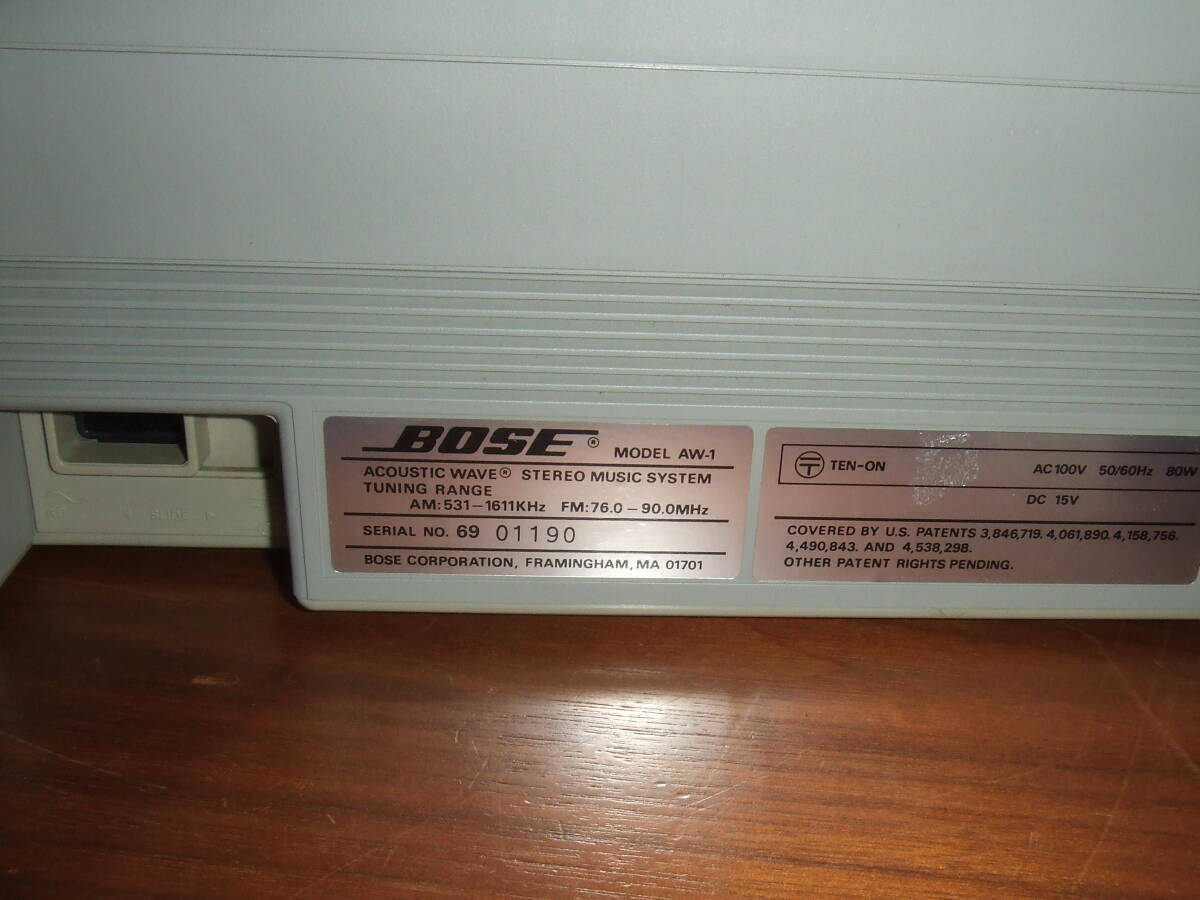 BOSE® MODEL AW-1
ACOUSTIC WAVE® STEREO MUSIC SYSTEM
TUNING RANGE
AM:531-1611KHz FM:76.0-90.0MHz
SERIAL NO. 69 01190
BOSE CORPORATION, FRAMINGHAM, MA 01701
TEN-ON AC100V 50/60Hz 80W
DC 15V
COVERED BY U.S. PATENTS 3,846,719. 4,061,890. 4,158,756.
4,490,843. AND 4,538,298.
OTHER PATENT RIGHTS PENDING.
SLIDE